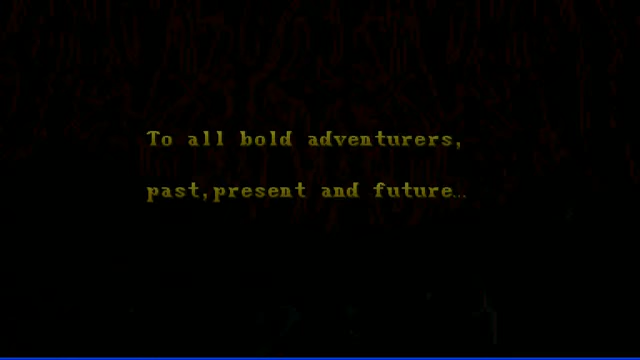 To all bold adventurers,
past,present and future...